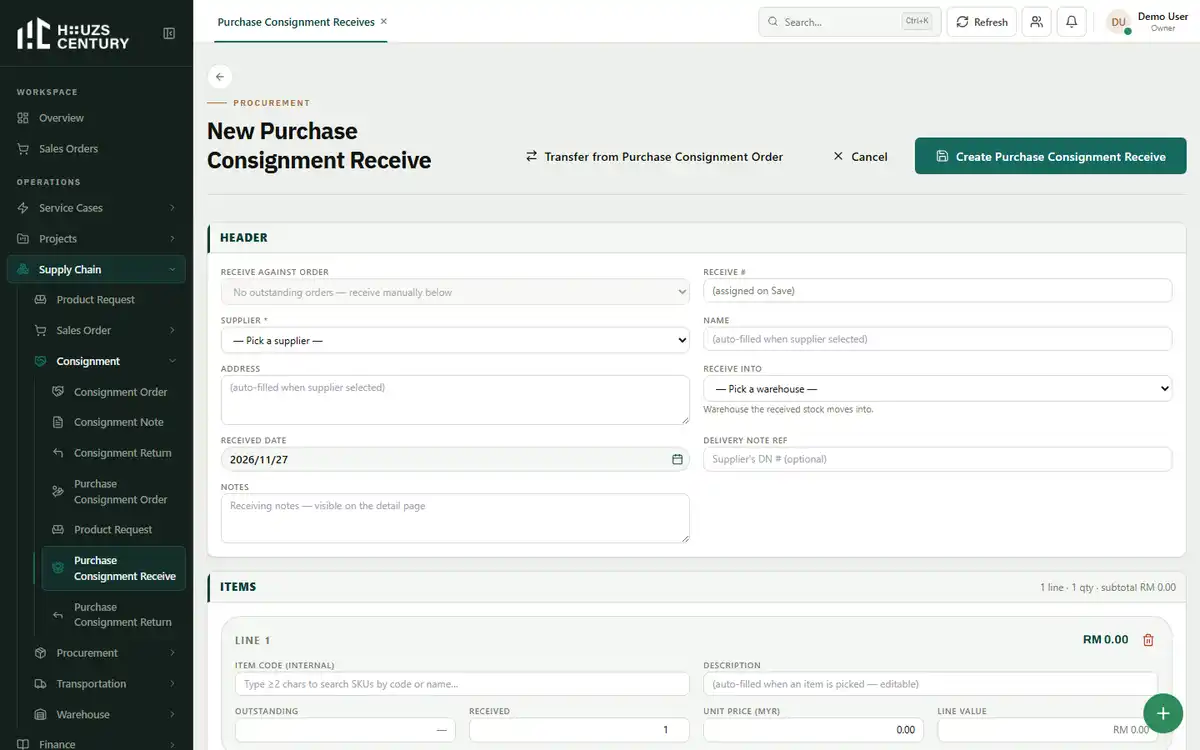 HOUZS
CENTURY
Purchase Consignment Receives ×
Search...
Ctrl+K
Refresh
DU
Demo User
Owner
WORKSPACE
Overview
Sales Orders
OPERATIONS
Service Cases
Projects
Supply Chain
Product Request
Sales Order
Consignment
Consignment Order
Consignment Note
Consignment Return
Purchase
Consignment Order
Product Request
Purchase
Consignment Receive
Purchase
Consignment Return
Procurement
Transportation
Warehouse
Finance
PROCUREMENT
New Purchase
Consignment Receive
Transfer from Purchase Consignment Order
Cancel
Create Purchase Consignment Receive
HEADER
RECEIVE AGAINST ORDER
No outstanding orders — receive manually below
RECEIVE #
(assigned on Save)
SUPPLIER *
— Pick a supplier —
NAME
(auto-filled when supplier selected)
ADDRESS
(auto-filled when supplier selected)
RECEIVE INTO
— Pick a warehouse —
Warehouse the received stock moves into.
RECEIVED DATE
2026/11/27
DELIVERY NOTE REF
Supplier's DN # (optional)
NOTES
Receiving notes — visible on the detail page
ITEMS
1 line · 1 qty · subtotal RM 0.00
LINE 1
RM 0.00
ITEM CODE (INTERNAL)
Type ≥2 chars to search SKUs by code or name...
DESCRIPTION
(auto-filled when an item is picked — editable)
OUTSTANDING
—
RECEIVED
1
UNIT PRICE (MYR)
0.00
LINE VALUE
RM 0.00